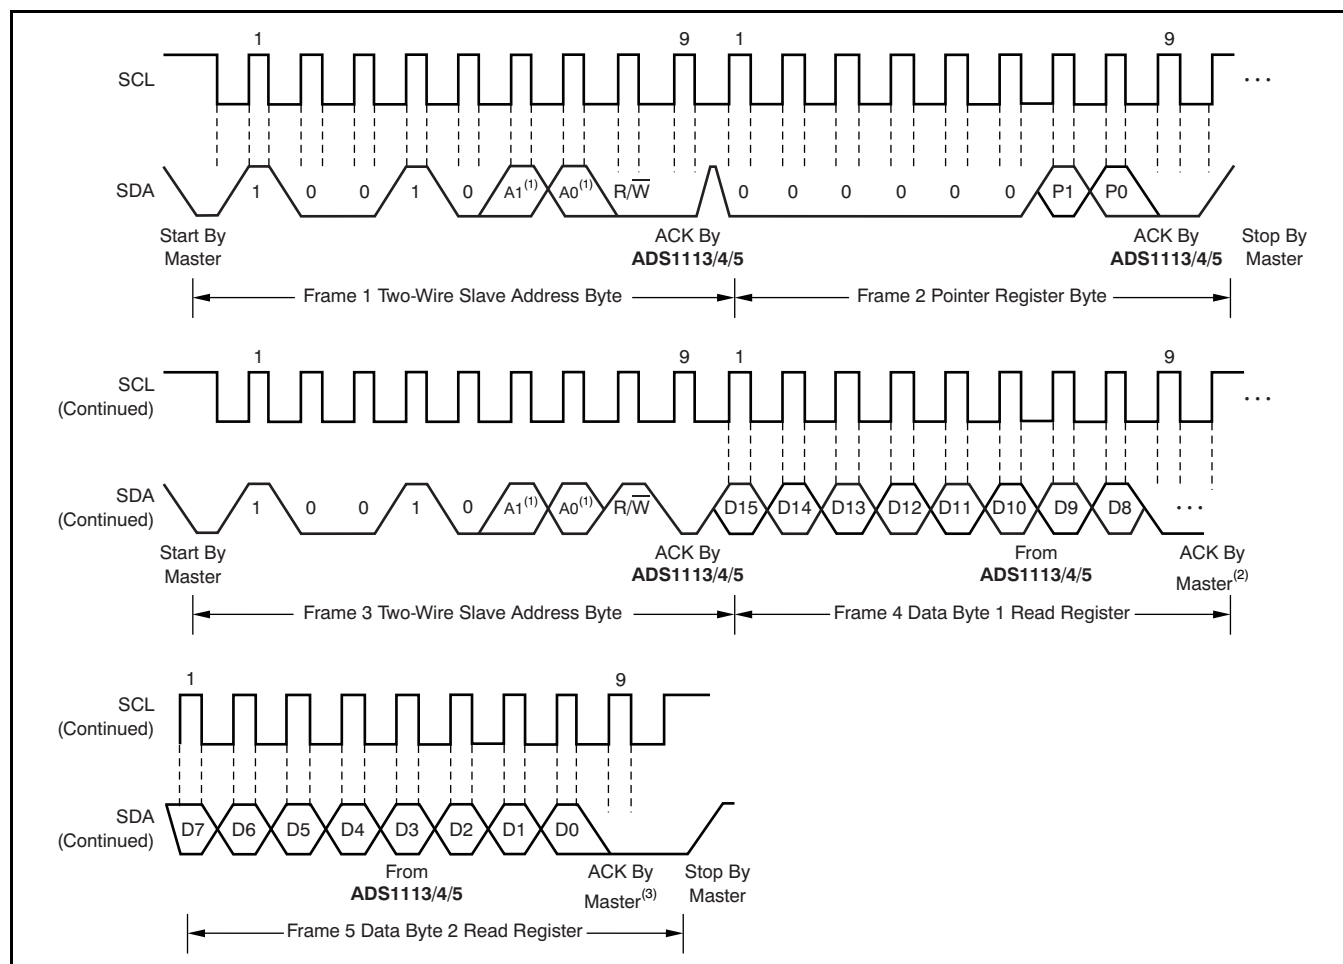 1 9 1 9
SCL ...
SDA 1 0 0 1 0 A1(1) A0(1) R/W̅ 0 0 0 0 0 0 P1 P0
Start By Master
ACK By ADS1113/4/5
ACK By ADS1113/4/5
Stop By Master
Frame 1 Two-Wire Slave Address Byte
Frame 2 Pointer Register Byte
1 9 1 9
SCL (Continued) ...
SDA (Continued) 1 0 0 1 0 A1(1) A0(1) R/W̅ D15 D14 D13 D12 D11 D10 D9 D8 ...
Start By Master
ACK By ADS1113/4/5
From ADS1113/4/5
ACK By Master(2)
Frame 3 Two-Wire Slave Address Byte
Frame 4 Data Byte 1 Read Register
1 9
SCL (Continued)
SDA (Continued) D7 D6 D5 D4 D3 D2 D1 D0
From ADS1113/4/5
ACK By Master(3)
Stop By Master
Frame 5 Data Byte 2 Read Register